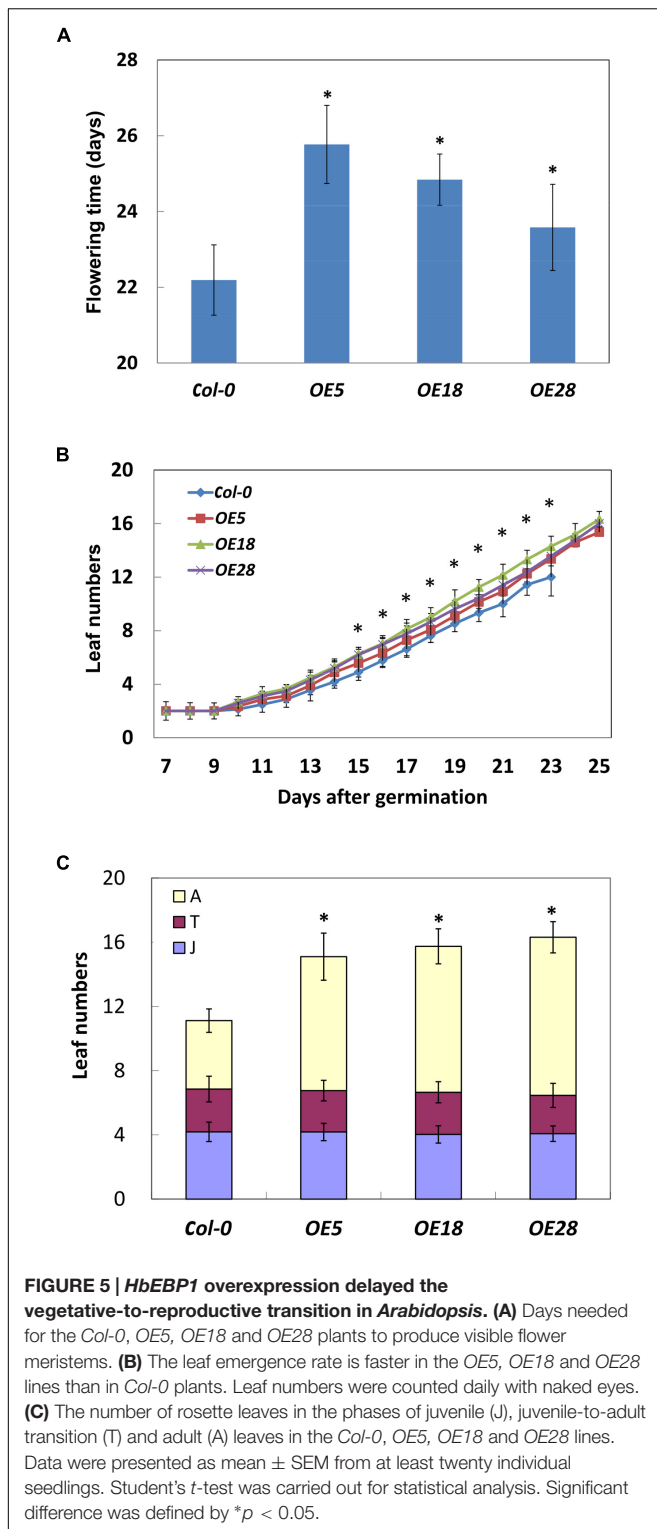 A
28
26
24
22
20
Flowering time (days)
*
*
*
Col-0 OE5 OE18 OE28
B
20
16
12
8
4
0
Leaf numbers
Col-0
OE5
OE18
OE28
* * * * * * * * *
7 9 11 13 15 17 19 21 23 25
Days after germination
C
20
16
12
8
4
0
Leaf numbers
A
T
J
*
*
*
Col-0 OE5 OE18 OE28
FIGURE 5 | HbEBP1 overexpression delayed the
vegetative-to-reproductive transition in Arabidopsis. (A) Days needed
for the Col-0, OE5, OE18 and OE28 plants to produce visible flower
meristems. (B) The leaf emergence rate is faster in the OE5, OE18 and OE28
lines than in Col-0 plants. Leaf numbers were counted daily with naked eyes.
(C) The number of rosette leaves in the phases of juvenile (J), juvenile-to-adult
transition (T) and adult (A) leaves in the Col-0, OE5, OE18 and OE28 lines.
Data were presented as mean ± SEM from at least twenty individual
seedlings. Student's t-test was carried out for statistical analysis. Significant
difference was defined by *p < 0.05.